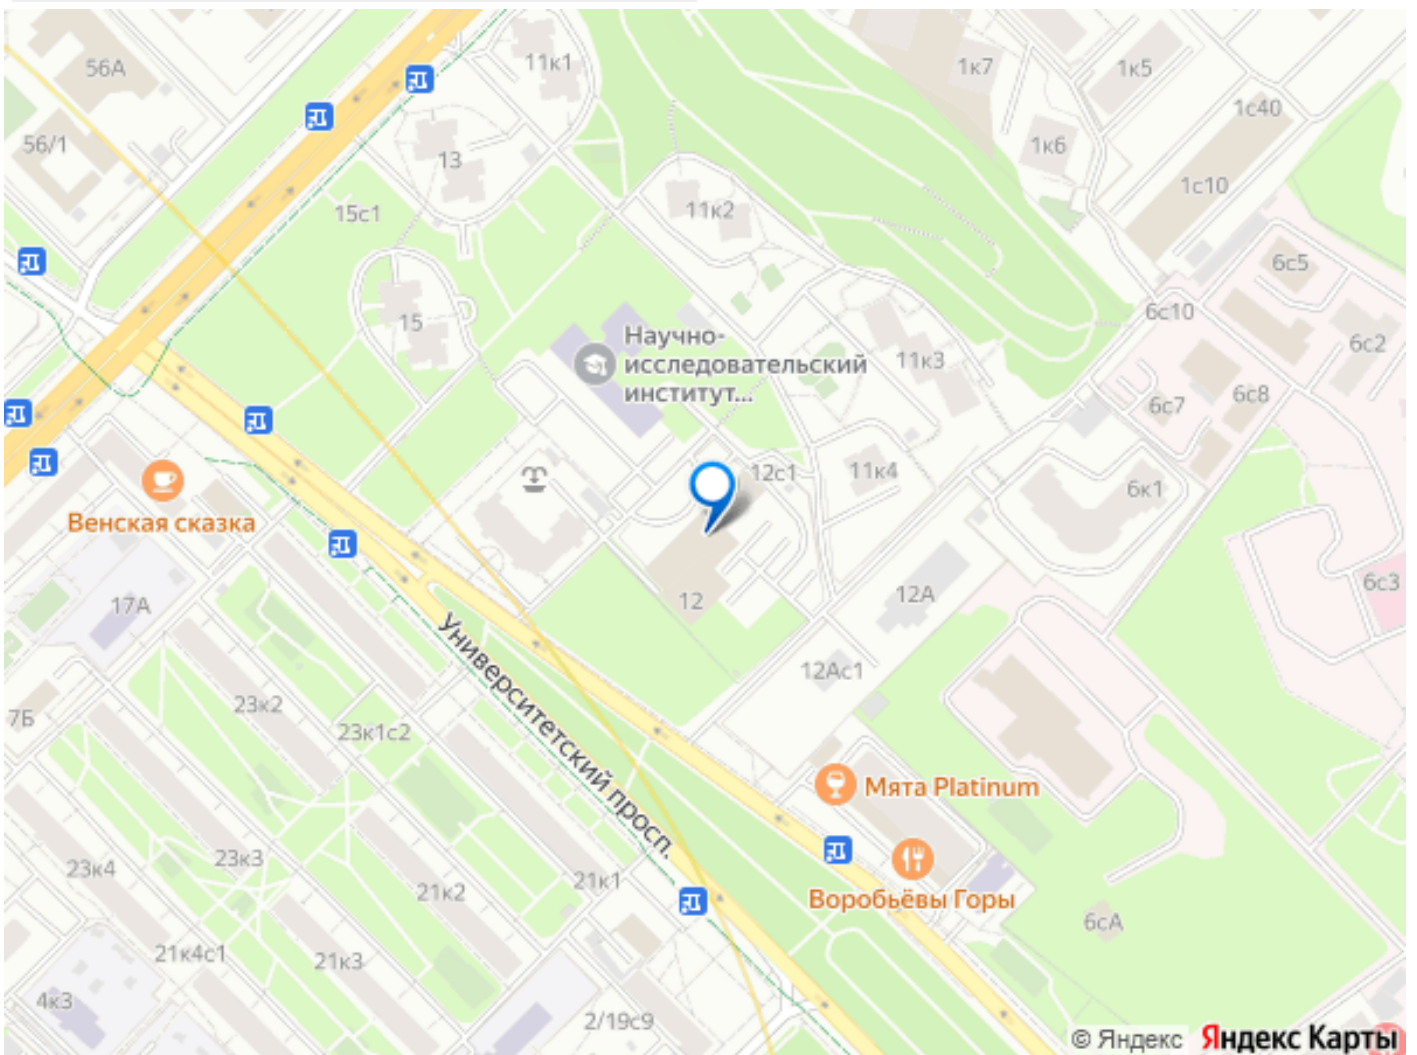 56А
11к1
1к7
1к5
1с40
56/1
13
1к6
1с10
15с1
11к2
6с5
6с10
15
Научно-
исследовательский
институт...
11к3
6с2
6с7
6с8
12с1
11к4
6к1
Венская сказка
17А
12
12А
6с3
Университетский просп.
12Ас1
7Б
23к2
23к1с2
Мята Platinum
23к4
23к3
21к2
21к1
Воробьёвы Горы
6сА
21к4с1
21к3
4к3
2/19с9
© Яндекс Яндекс Карты